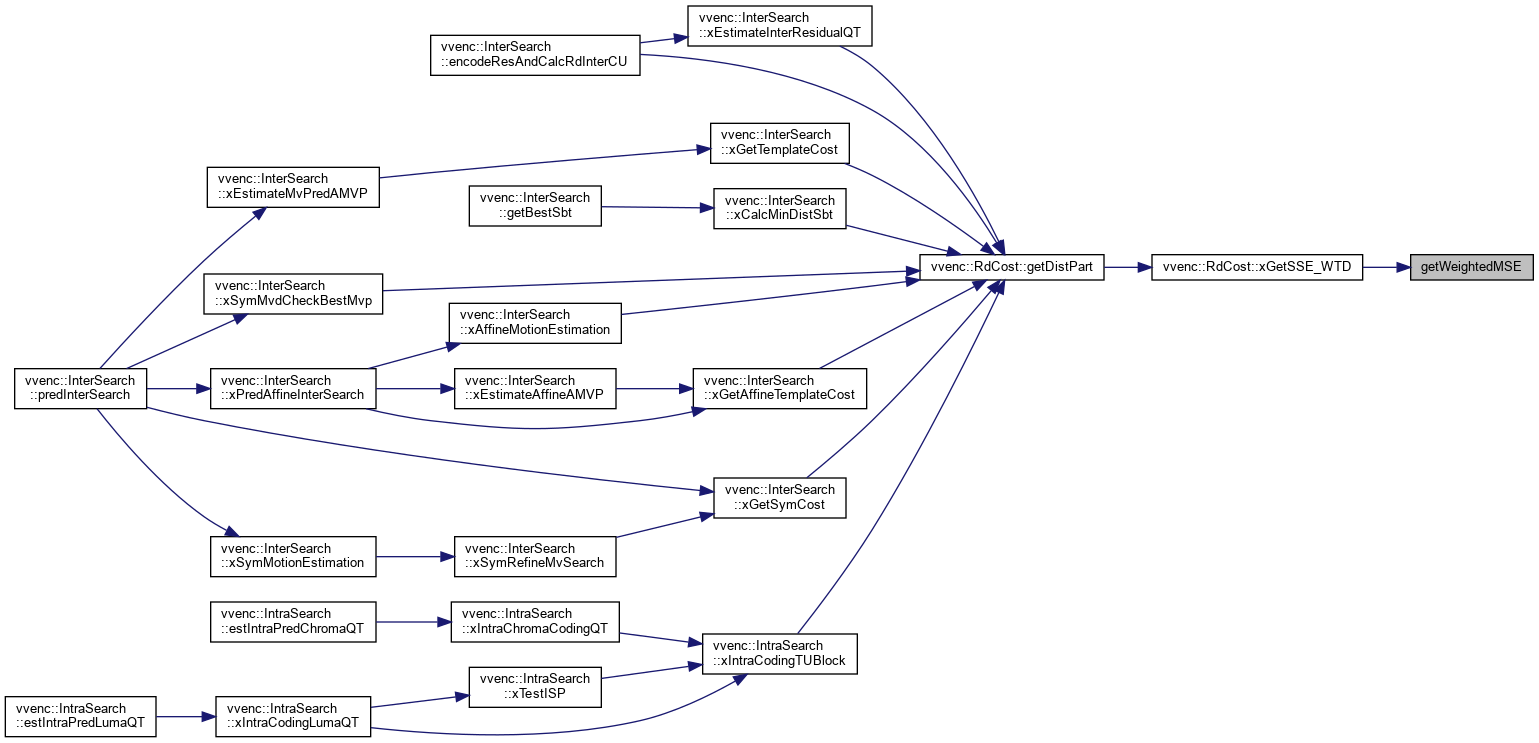 vvenc::InterSearch
::xEstimateInterResidualQT
vvenc::InterSearch
::encodeResAndCalcRdInterCU
vvenc::InterSearch
::xGetTemplateCost
vvenc::InterSearch
::xEstimateMvPredAMVP
vvenc::InterSearch
::getBestSbt
vvenc::InterSearch
::xCalcMinDistSbt
vvenc::RdCost::getDistPart
vvenc::RdCost::xGetSSE_WTD
getWeightedMSE
vvenc::InterSearch
::xSymMvdCheckBestMvp
vvenc::InterSearch
::xAffineMotionEstimation
vvenc::InterSearch
::predInterSearch
vvenc::InterSearch
::xPredAffineInterSearch
vvenc::InterSearch
::xEstimateAffineAMVP
vvenc::InterSearch
::xGetAffineTemplateCost
vvenc::InterSearch
::xGetSymCost
vvenc::InterSearch
::xSymMotionEstimation
vvenc::InterSearch
::xSymRefineMvSearch
vvenc::IntraSearch
::estIntraPredChromaQT
vvenc::IntraSearch
::xIntraChromaCodingQT
vvenc::IntraSearch
::xIntraCodingTUBlock
vvenc::IntraSearch
::xTestISP
vvenc::IntraSearch
::estIntraPredLumaQT
vvenc::IntraSearch
::xIntraCodingLumaQT